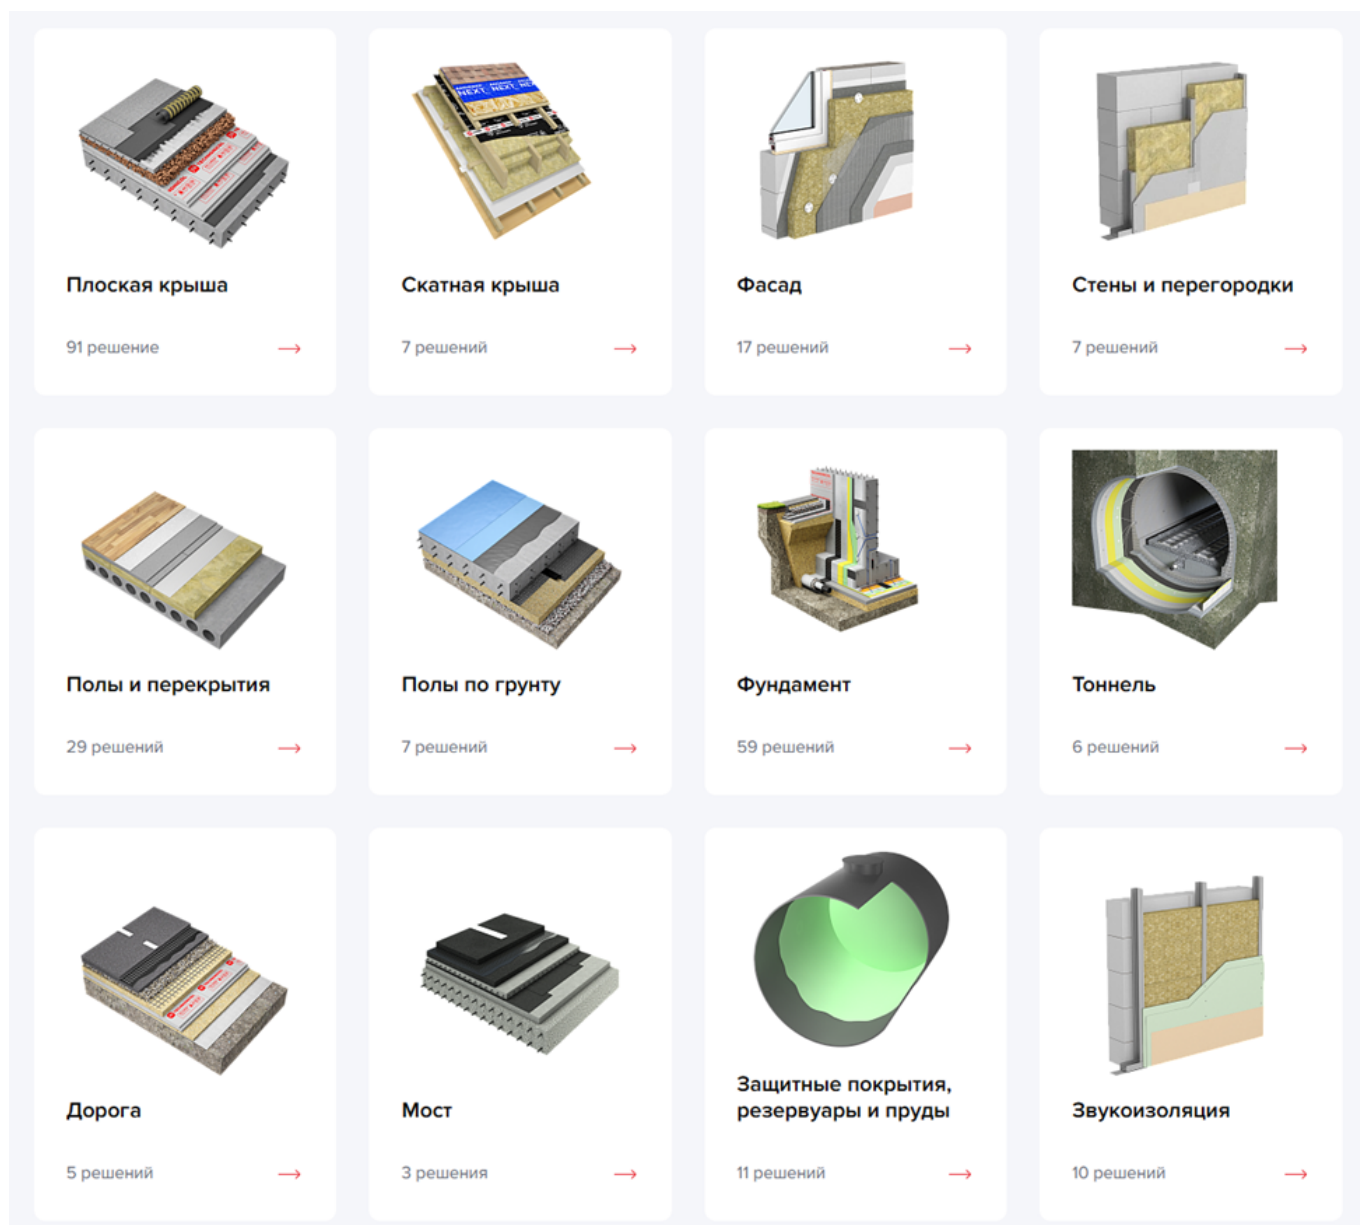 NEXT
NEXT
Плоская крыша
Скатная крыша
Фасад
Стены и перегородки
91 решение
7 решений
17 решений
7 решений
Полы и перекрытия
Полы по грунту
Фундамент
Тоннель
29 решений
7 решений
59 решений
6 решений
Защитные покрытия,
резервуары и пруды
Дорога
Мост
Звукоизоляция
5 решений
3 решения
11 решений
10 решений